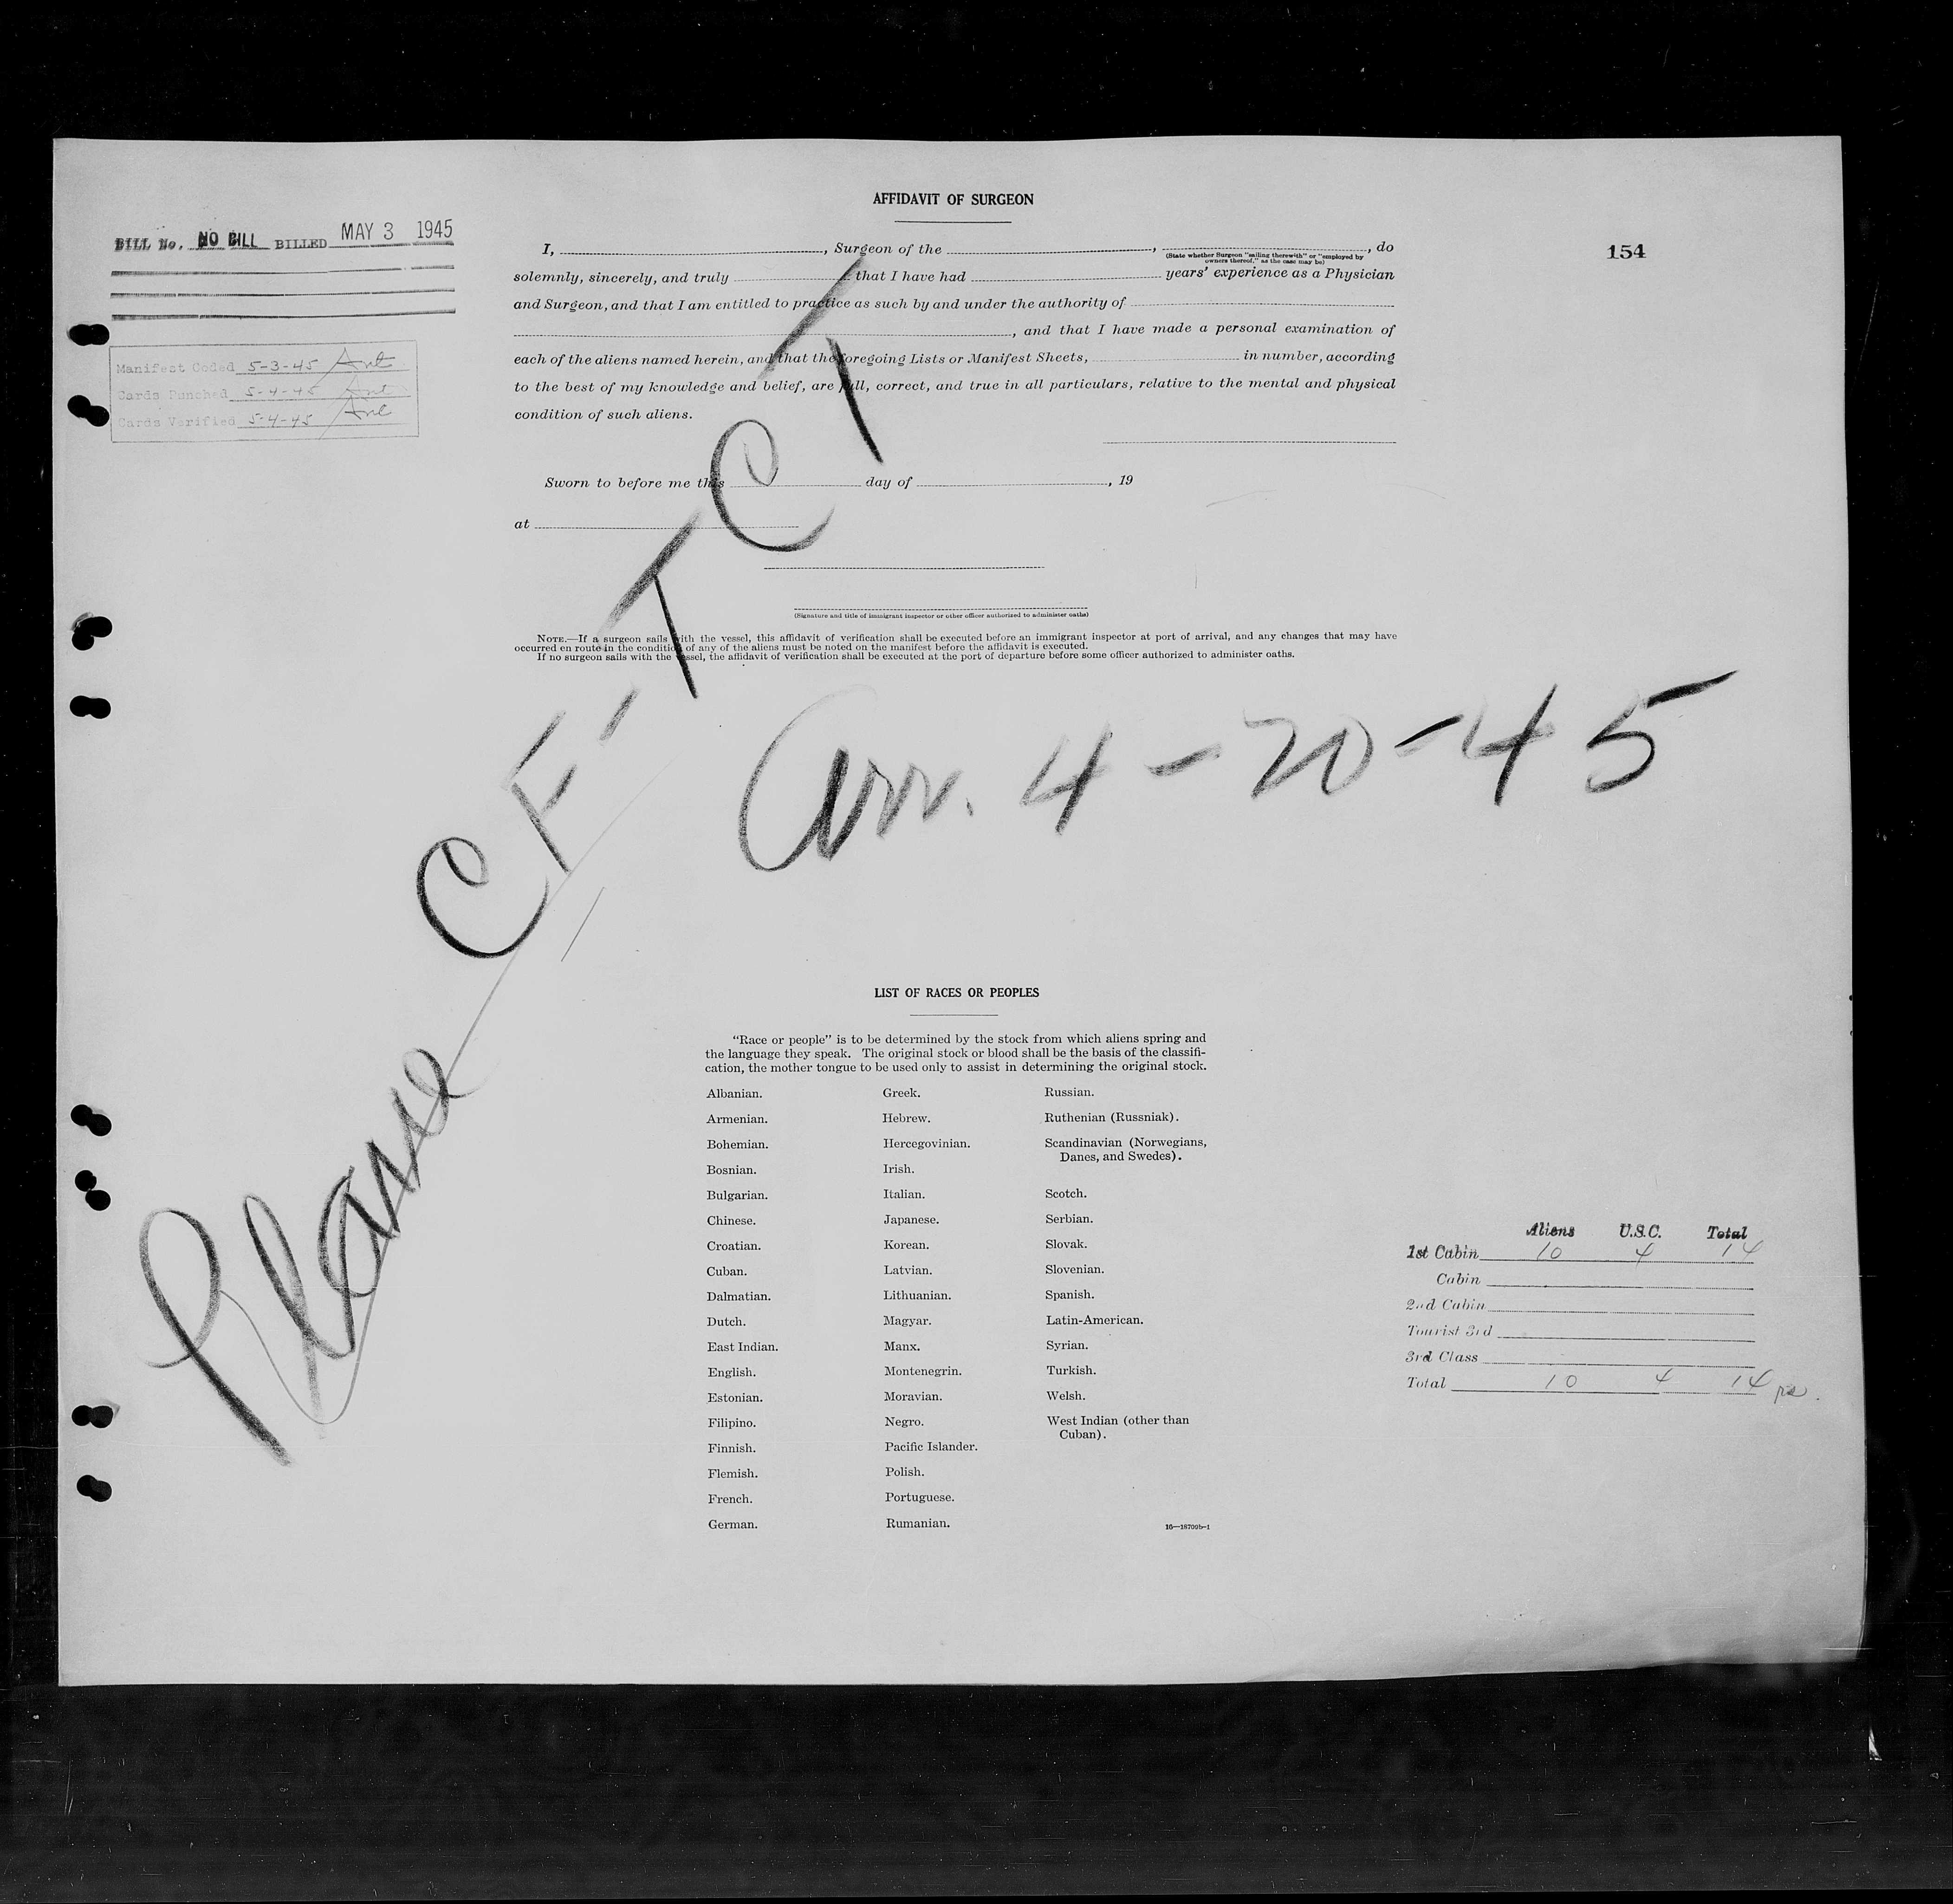 AFFIDAVIT OF SURGEON
BILL No. NO BILL BILLED MAY 3 1945
154
I, , Surgeon of the , , do
(State whether Surgeon "sailing therewith" or "employed by
owners thereof," as the case may be)
solemnly, sincerely, and truly that I have had years' experience as a Physician
and Surgeon, and that I am entitled to practice as such by and under the authority of
, and that I have made a personal examination of
each of the aliens named herein, and that the foregoing Lists or Manifest Sheets, in number, according
to the best of my knowledge and belief, are full, correct, and true in all particulars, relative to the mental and physical
condition of such aliens.
Manifest Coded 5-3-45
Cards Punched 5-4-45
Cards Verified 5-4-45
Sworn to before me this day of , 19
at
(Signature and title of immigrant inspector or other officer authorized to administer oaths)
NOTE.—If a surgeon sails with the vessel, this affidavit of verification shall be executed before an immigrant inspector at port of arrival, and any changes that may have
occurred en route in the condition of any of the aliens must be noted on the manifest before the affidavit is executed.
If no surgeon sails with the vessel, the affidavit of verification shall be executed at the port of departure before some officer authorized to administer oaths.
Plane CF-TCT
Arr. 4-20-45
LIST OF RACES OR PEOPLES
"Race or people" is to be determined by the stock from which aliens spring and
the language they speak. The original stock or blood shall be the basis of the classifi-
cation, the mother tongue to be used only to assist in determining the original stock.
Albanian.
Armenian.
Bohemian.
Bosnian.
Bulgarian.
Chinese.
Croatian.
Cuban.
Dalmatian.
Dutch.
East Indian.
English.
Estonian.
Filipino.
Finnish.
Flemish.
French.
German.
Greek.
Hebrew.
Hercegovinian.
Irish.
Italian.
Japanese.
Korean.
Latvian.
Lithuanian.
Magyar.
Manx.
Montenegrin.
Moravian.
Negro.
Pacific Islander.
Polish.
Portuguese.
Rumanian.
Russian.
Ruthenian (Russniak).
Scandinavian (Norwegians,
Danes, and Swedes).
Scotch.
Serbian.
Slovak.
Slovenian.
Spanish.
Latin-American.
Syrian.
Turkish.
Welsh.
West Indian (other than
Cuban).
16—18709b-1
Aliens U.S.C. Total
1st Cabin 10 4 14
Cabin
2nd Cabin
Tourist 3rd
3rd Class
Total 10 4 14